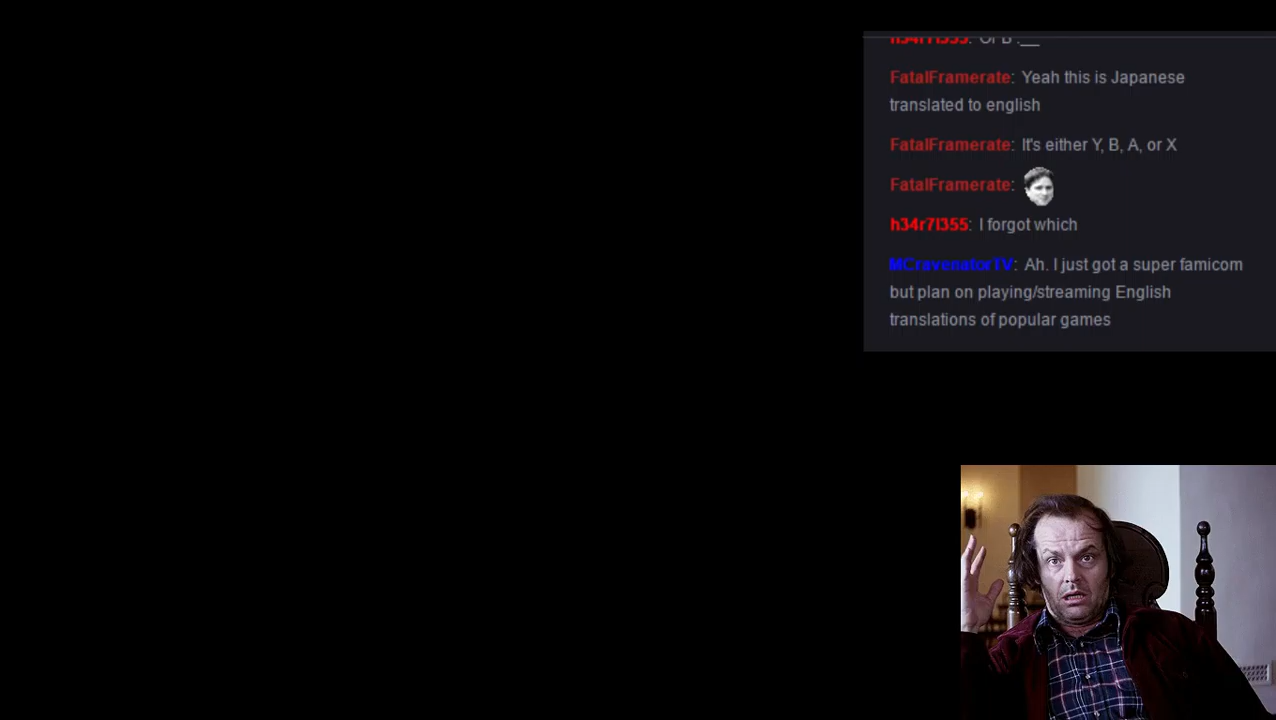 FatalFramerate: Yeah this is Japanese
translated to english
FatalFramerate: It's either Y, B, A, or X
FatalFramerate:
h34r7l355: I forgot which
MCravenatorTV: Ah. I just got a super famicom
but plan on playing/streaming English
translations of popular games